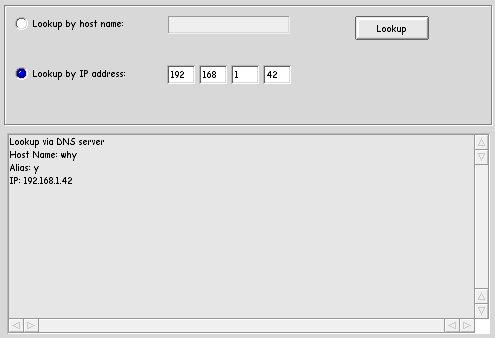 Lookup by host name:
Lookup
Lookup by IP address: 192 168 1 42
Lookup via DNS server
Host Name: why
Alias: y
IP: 192.168.1.42